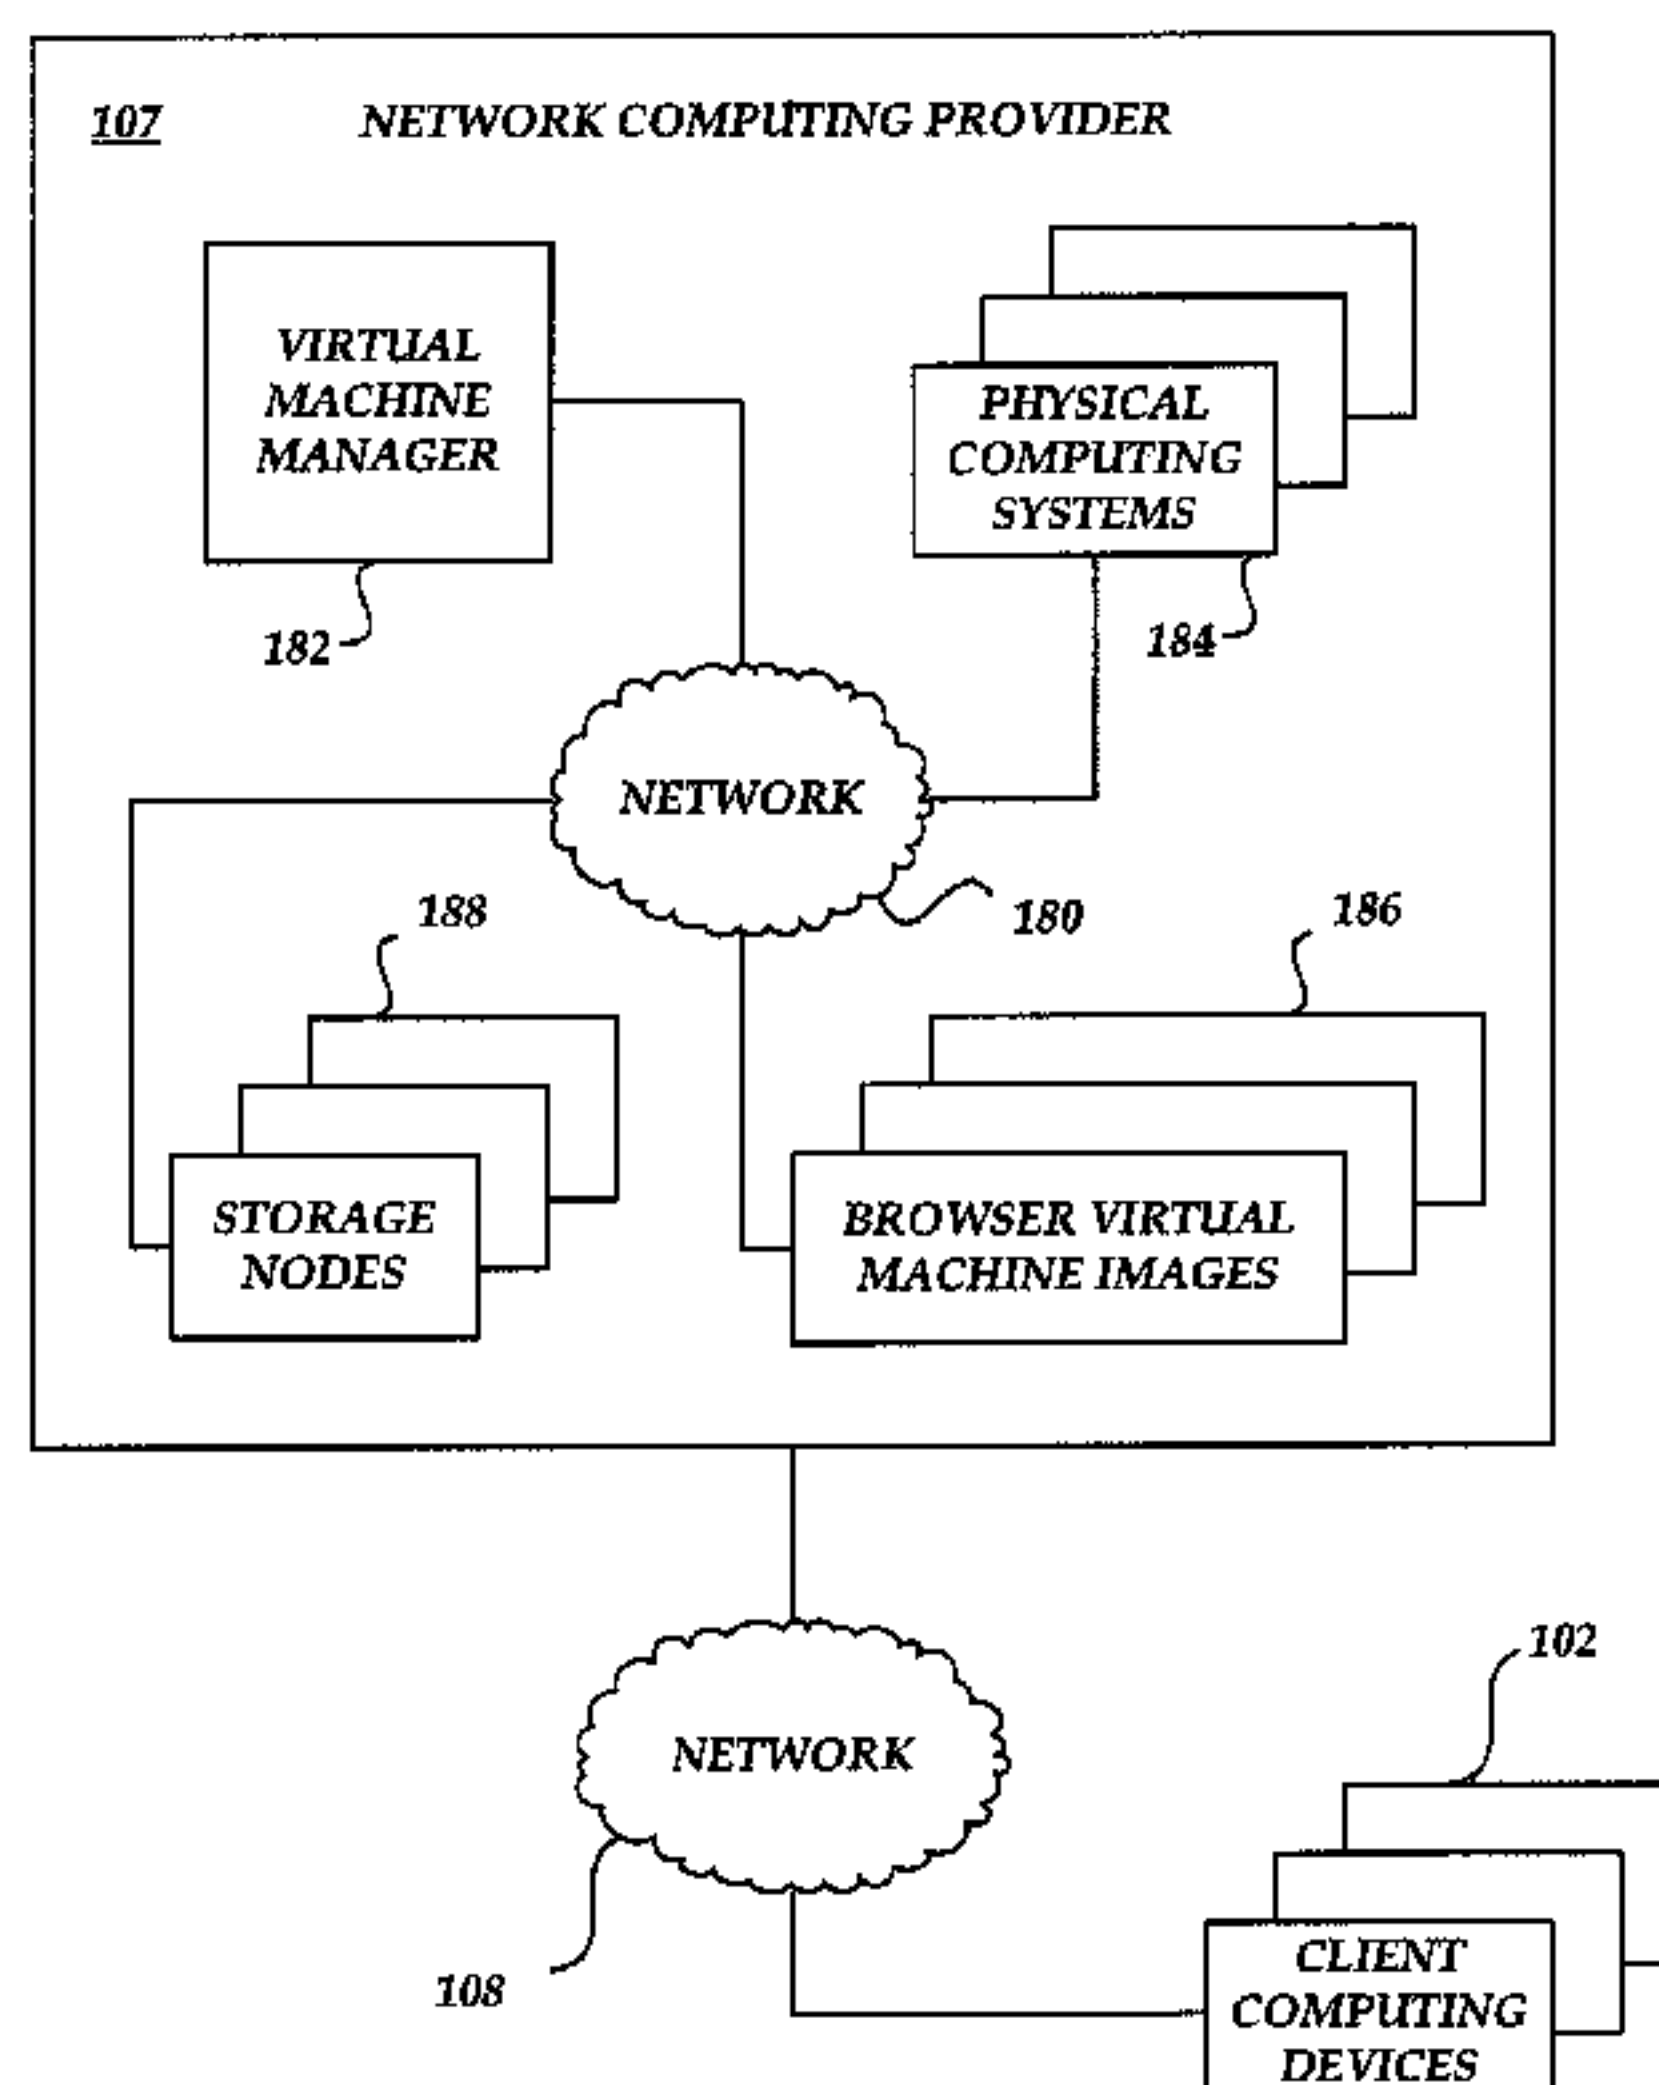 107 NETWORK COMPUTING PROVIDER
VIRTUAL
MACHINE
MANAGER
182
PHYSICAL
COMPUTING
SYSTEMS
184
NETWORK
180
188
STORAGE
NODES
186
BROWSER VIRTUAL
MACHINE IMAGES
NETWORK
108
102
CLIENT
COMPUTING
DEVICES